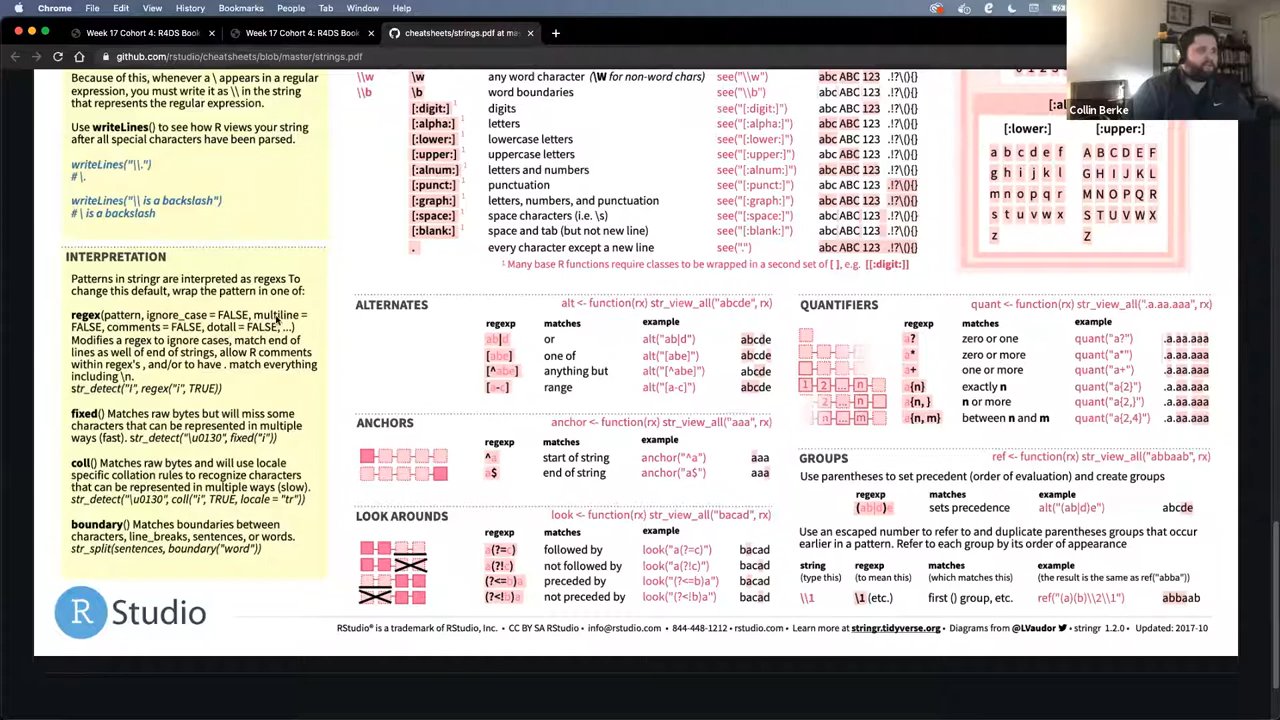 Chrome File Edit View History Bookmarks People Tab Window Help
Week 17 Cohort 4: R4DS Book
Week 17 Cohort 4: R4DS Book
cheatsheets/strings.pdf at mas
github.com/rstudio/cheatsheets/blob/master/strings.pdf
Collin Berke
Because of this, whenever a \ appears in a regular
expression, you must write it as \\ in the string
that represents the regular expression.
Use writeLines() to see how R views your string
after all special characters have been parsed.
writeLines("\\.")
# \.
writeLines("\\ is a backslash")
# \ is a backslash
INTERPRETATION
Patterns in stringr are interpreted as regexs To
change this default, wrap the pattern in one of:
regex(pattern, ignore_case = FALSE, multiline =
FALSE, comments = FALSE, dotall = FALSE, ...)
Modifies a regex to ignore cases, match end of
lines as well of end of strings, allow R comments
within regex's , and/or to have . match everything
including \n.
str_detect("I", regex("i", TRUE))
fixed() Matches raw bytes but will miss some
characters that can be represented in multiple
ways (fast). str_detect("\u0130", fixed("i"))
coll() Matches raw bytes and will use locale
specific collation rules to recognize characters
that can be represented in multiple ways (slow).
str_detect("\u0130", coll("i", TRUE, locale = "tr"))
boundary() Matches boundaries between
characters, line_breaks, sentences, or words.
str_split(sentences, boundary("word"))
\\w \w any word character (\W for non-word chars) see("\\w") abc ABC 123 .!?\(){}
\\b \b word boundaries see("\\b") abc ABC 123 .!?\(){}
[:digit:] 1 digits see("[:digit:]") abc ABC 123 .!?\(){}
[:alpha:] 1 letters see("[:alpha:]") abc ABC 123 .!?\(){}
[:lower:] 1 lowercase letters see("[:lower:]") abc ABC 123 .!?\(){}
[:upper:] 1 uppercase letters see("[:upper:]") abc ABC 123 .!?\(){}
[:alnum:] 1 letters and numbers see("[:alnum:]") abc ABC 123 .!?\(){}
[:punct:] 1 punctuation see("[:punct:]") abc ABC 123 .!?\(){}
[:graph:] 1 letters, numbers, and punctuation see("[:graph:]") abc ABC 123 .!?\(){}
[:space:] 1 space characters (i.e. \s) see("[:space:]") abc ABC 123 .!?\(){}
[:blank:] 1 space and tab (but not new line) see("[:blank:]") abc ABC 123 .!?\(){}
. every character except a new line see(".") abc ABC 123 .!?\(){}
1 Many base R functions require classes to be wrapped in a second set of [ ], e.g. [[:digit:]]
[:lower:] [:upper:]
a b c d e f A B C D E F
g h i j k l G H I J K L
m n o p q r M N O P Q R
s t u v w x S T U V W X
z Z
ALTERNATES alt <- function(rx) str_view_all("abcde", rx)
regexp matches example
ab|d or alt("ab|d") abcde
[abe] one of alt("[abe]") abcde
[^abe] anything but alt("[^abe]") abcde
[a-c] range alt("[a-c]") abcde
ANCHORS anchor <- function(rx) str_view_all("aaa", rx)
regexp matches example
^a start of string anchor("^a") aaa
a$ end of string anchor("a$") aaa
LOOK AROUNDS look <- function(rx) str_view_all("bacad", rx)
regexp matches example
a(?=c) followed by look("a(?=c)") bacad
a(?!c) not followed by look("a(?!c)") bacad
(?<=b)a preceded by look("(?<=b)a") bacad
(?<!b)a not preceded by look("(?<!b)a") bacad
QUANTIFIERS quant <- function(rx) str_view_all(".a.aa.aaa", rx)
regexp matches example
a? zero or one quant("a?") .a.aa.aaa
a* zero or more quant("a*") .a.aa.aaa
a+ one or more quant("a+") .a.aa.aaa
1 2 ... n a{n} exactly n quant("a{2}") .a.aa.aaa
1 2 ... n a{n, } n or more quant("a{2,}") .a.aa.aaa
n ... m a{n, m} between n and m quant("a{2,4}") .a.aa.aaa
GROUPS ref <- function(rx) str_view_all("abbaab", rx)
Use parentheses to set precedent (order of evaluation) and create groups
regexp matches example
(ab|d)e sets precedence alt("(ab|d)e") abcde
Use an escaped number to refer to and duplicate parentheses groups that occur
earlier in a pattern. Refer to each group by its order of appearance
string regexp matches example
(type this) (to mean this) (which matches this) (the result is the same as ref("abba"))
\\1 \1 (etc.) first () group, etc. ref("(a)(b)\\2\\1") abbaab
R Studio
RStudio® is a trademark of RStudio, Inc. • CC BY SA RStudio • info@rstudio.com • 844-448-1212 • rstudio.com • Learn more at stringr.tidyverse.org • Diagrams from @LVaudor • stringr 1.2.0 • Updated: 2017-10